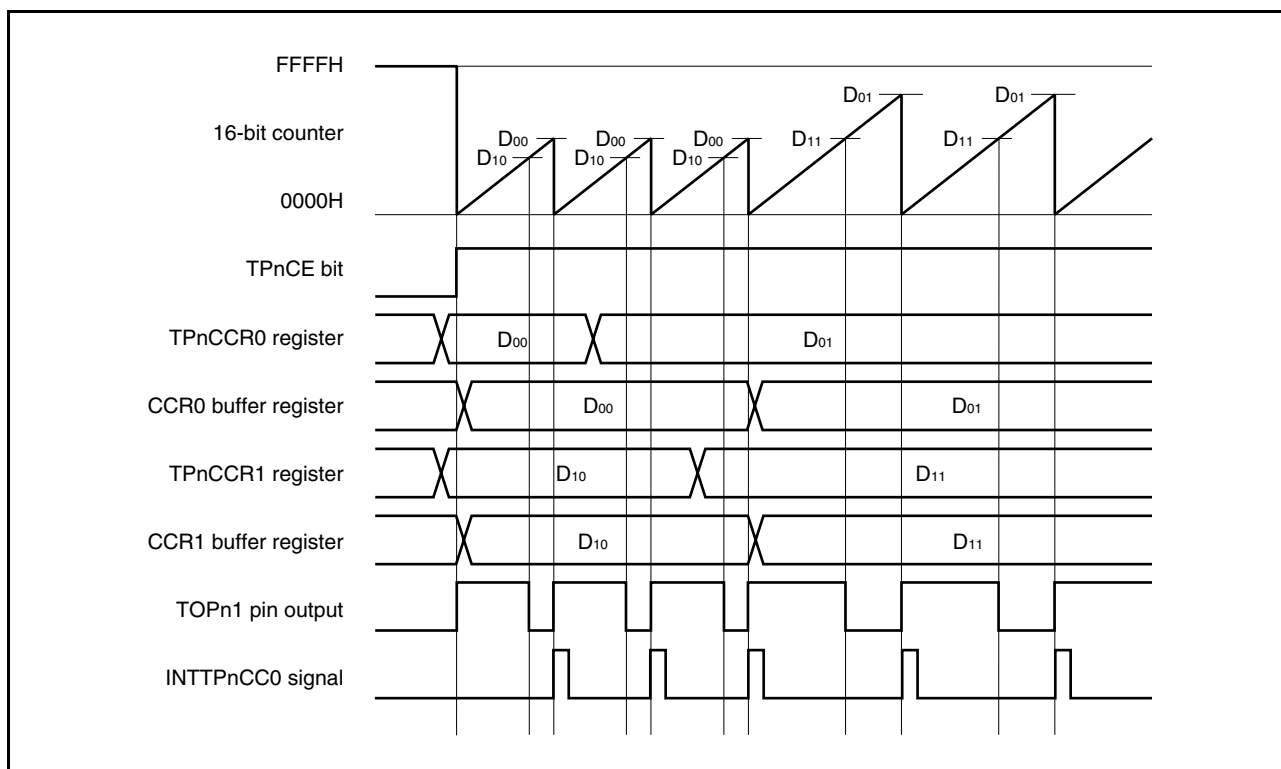 FFFFH
D01 D01
16-bit counter D00 D00 D00 D11 D11
D10 D10 D10
0000H
TPnCE bit
TPnCCR0 register D00 D01
CCR0 buffer register D00 D01
TPnCCR1 register D10 D11
CCR1 buffer register D10 D11
TOPn1 pin output
INTTPnCC0 signal